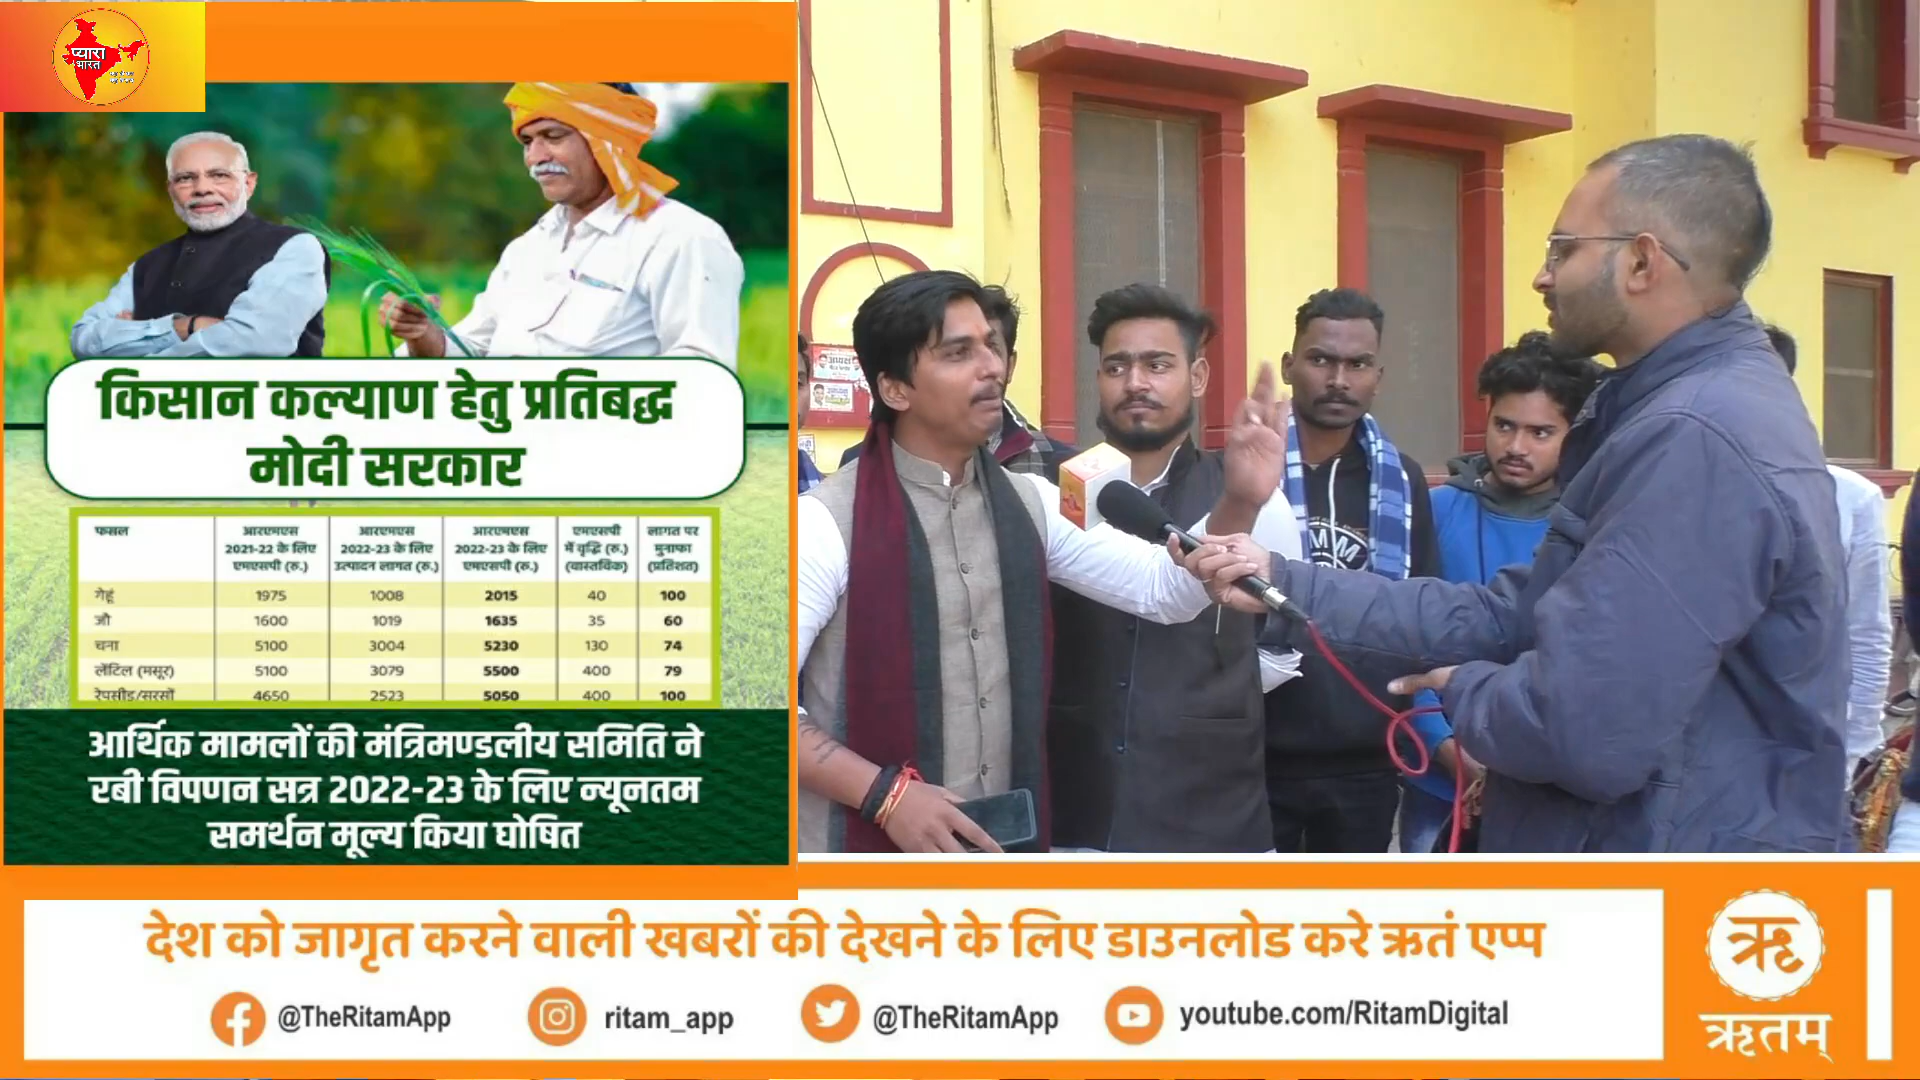 प्यारा
भारत
किसान कल्याण हेतु प्रतिबद्ध
मोदी सरकार
फसल आरएमएस 2021-22 के लिए एमएसपी (रु.) आरएमएस 2022-23 के लिए उत्पादन लागत (रु.) आरएमएस 2022-23 के लिए एमएसपी (रु.) एमएसपी में वृद्धि (रु.) (वास्तविक) लागत पर मुनाफा (प्रतिशत)
गेहूं 1975 1008 2015 40 100
जौ 1600 1019 1635 35 60
चना 5100 3004 5230 130 74
लेंटिल (मसूर) 5100 3079 5500 400 79
रेपसीड/सरसों 4650 2523 5050 400 100
आर्थिक मामलों की मंत्रिमण्डलीय समिति ने
रबी विपणन सत्र 2022-23 के लिए न्यूनतम
समर्थन मूल्य किया घोषित
देश को जागृत करने वाली खबरों की देखने के लिए डाउनलोड करे ऋतं एप्प
@TheRitamApp ritam_app @TheRitamApp youtube.com/RitamDigital
ऋ
ऋतम्